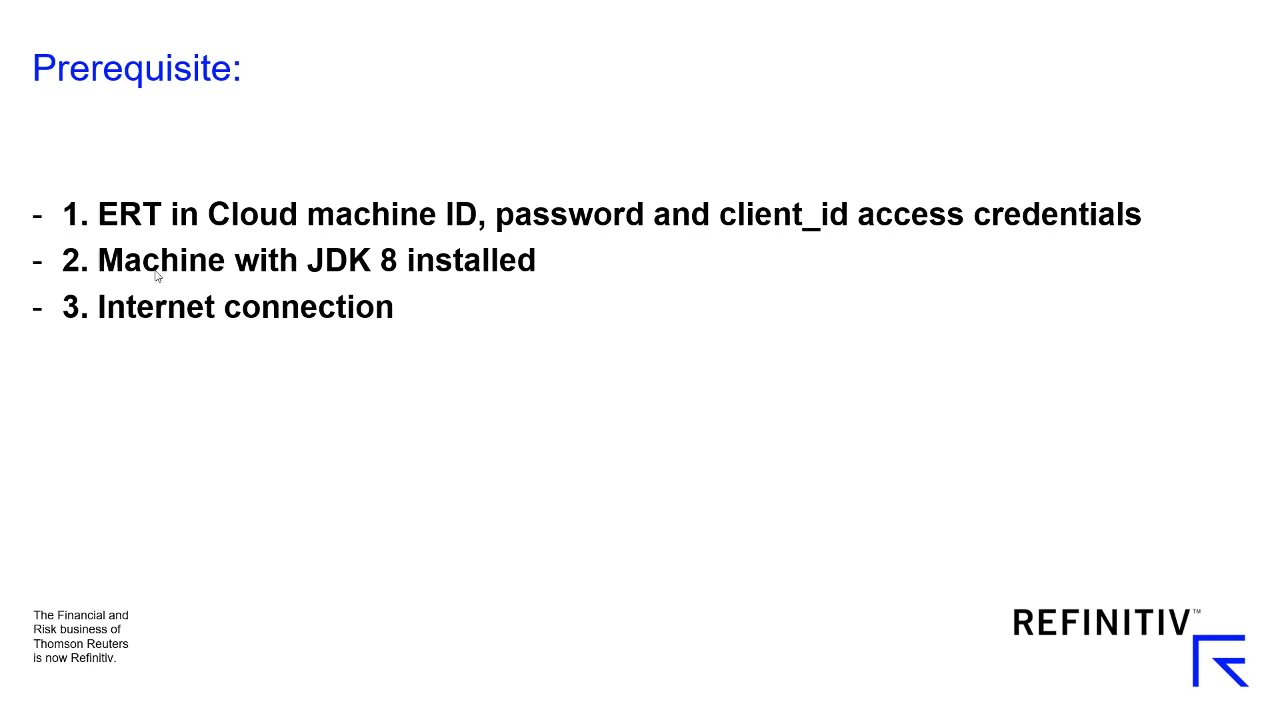 Prerequisite:
- 1. ERT in Cloud machine ID, password and client_id access credentials
- 2. Machine with JDK 8 installed
- 3. Internet connection
The Financial and
Risk business of
Thomson Reuters
is now Refinitiv.
REFINITIV™